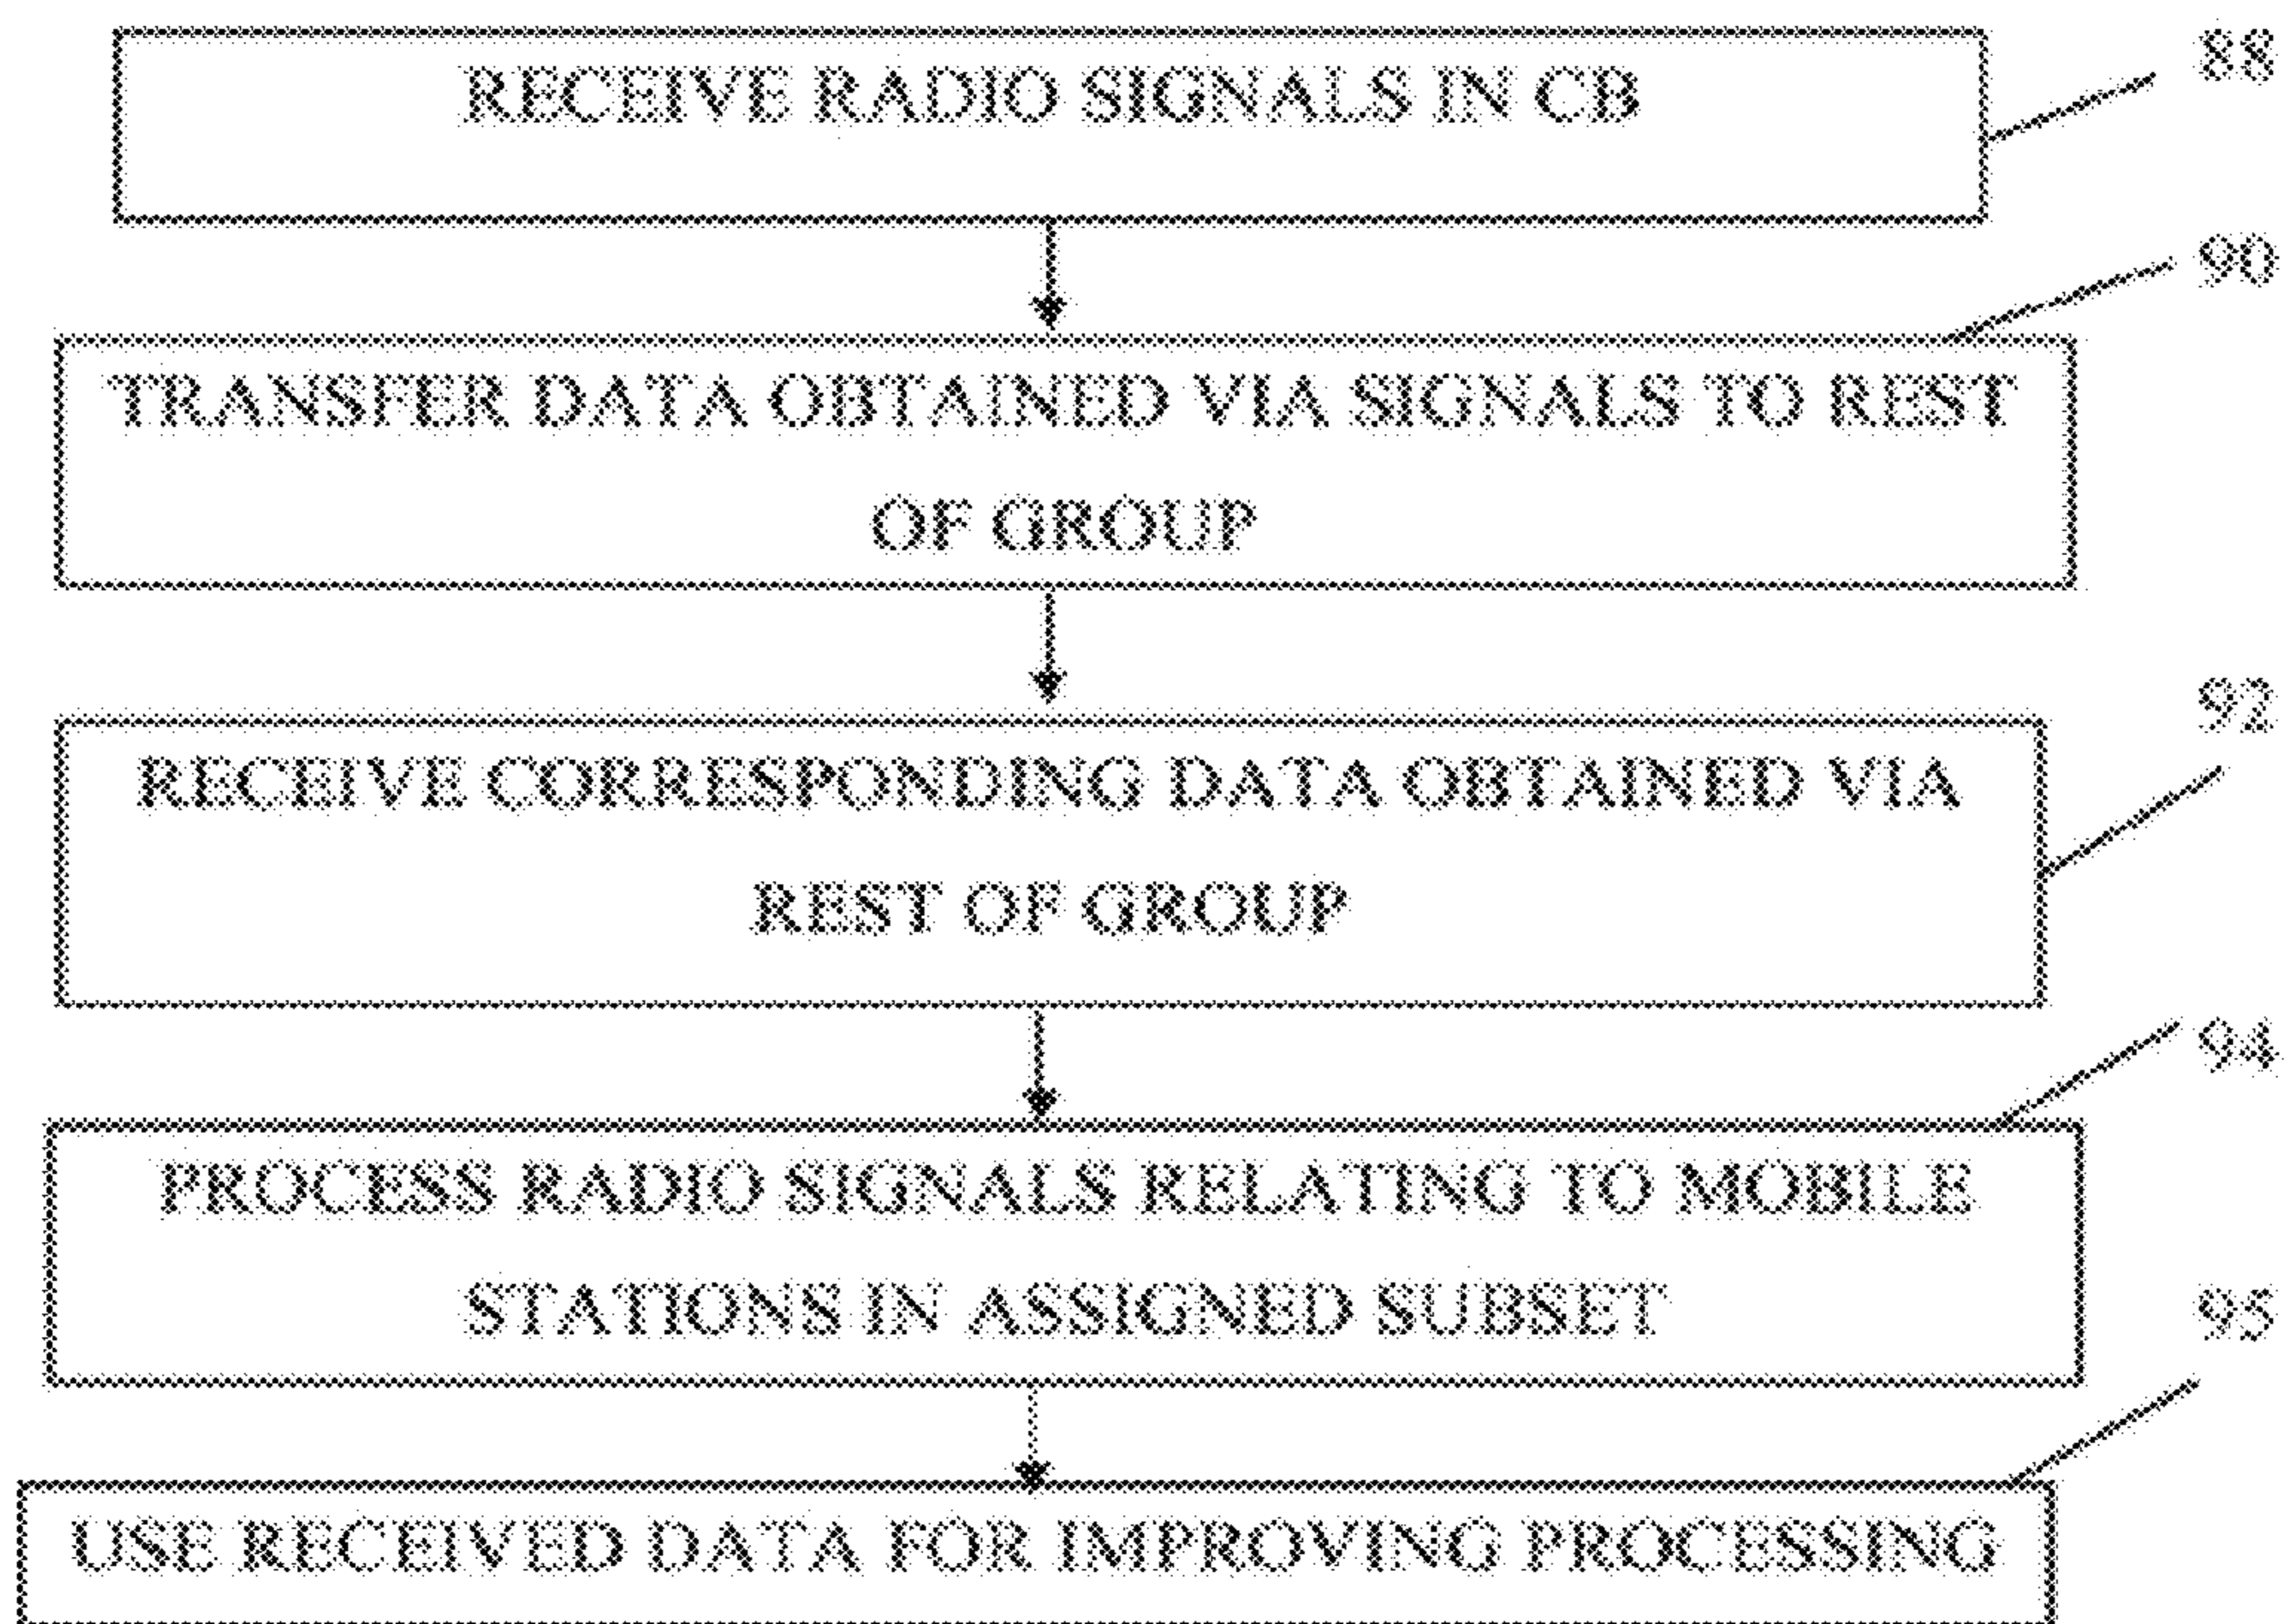 RECEIVE RADIO SIGNALS IN CB
88
90
TRANSFER DATA OBTAINED VIA SIGNALS TO REST
OF GROUP
92
RECEIVE CORRESPONDING DATA OBTAINED VIA
REST OF GROUP
94
PROCESS RADIO SIGNALS RELATING TO MOBILE
STATIONS IN ASSIGNED SUBSET
95
USE RECEIVED DATA FOR IMPROVING PROCESSING